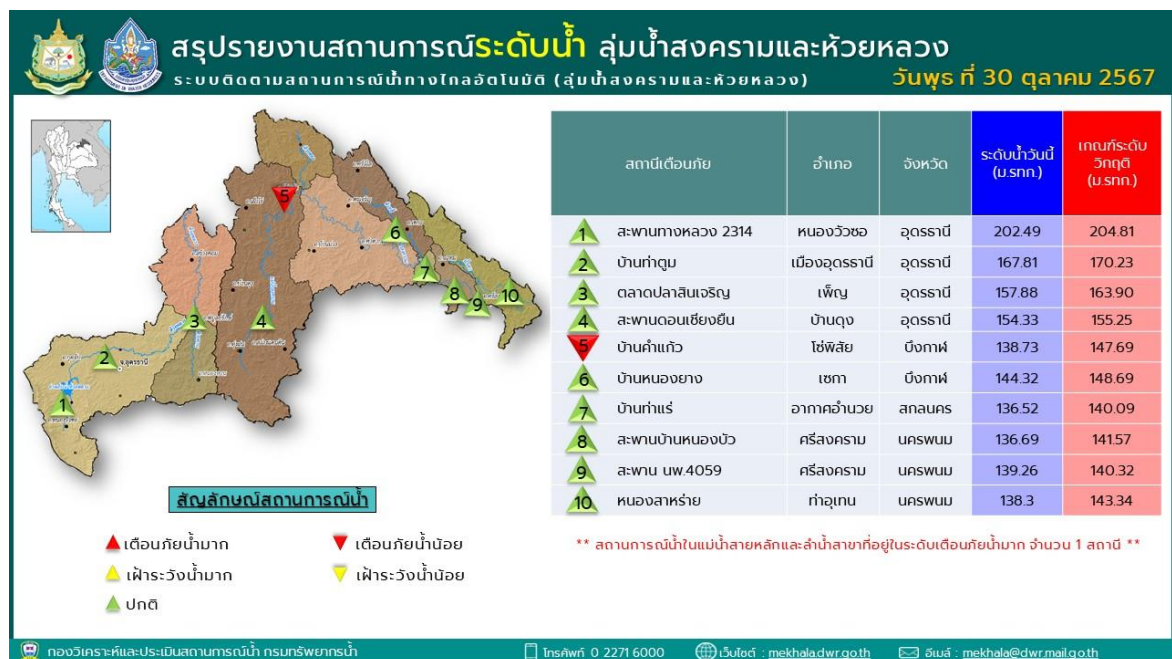 สรุปรายงานสถานการณ์ระดับน้ำ ลุ่มน้ำสงครามและห้วยหลวง
ระบบติดตามสถานการณ์น้ำทางไกลอัตโนมัติ (ลุ่มน้ำสงครามและห้วยหลวง)
วันพุธ ที่ 30 ตุลาคม 2567
สถานีเตือนภัย อำเภอ จังหวัด ระดับน้ำวันนี้ (ม.รทก.) เกณฑ์ระดับวิกฤติ (ม.รทก.)
1 สะพานทางหลวง 2314 หนองวัวซอ อุดรธานี 202.49 204.81
2 บ้านท่าตูม เมืองอุดรธานี อุดรธานี 167.81 170.23
3 ตลาดปลาสินเจริญ เพ็ญ อุดรธานี 157.88 163.90
4 สะพานดอนเชียงยืน บ้านดุง อุดรธานี 154.33 155.25
5 บ้านคำแก้ว โซ่พิสัย บึงกาฬ 138.73 147.69
6 บ้านหนองยาง เซกา บึงกาฬ 144.32 148.69
7 บ้านท่าแร่ อากาศอำนวย สกลนคร 136.52 140.09
8 สะพานบ้านหนองบัว ศรีสงคราม นครพนม 136.69 141.57
9 สะพาน นพ.4059 ศรีสงคราม นครพนม 139.26 140.32
10 หนองสาหร่าย ท่าอุเทน นครพนม 138.3 143.34
5
6
7
8
9
10
3
4
2
จ.อุดรธานี
1
สัญลักษณ์สถานการณ์น้ำ
เตือนภัยน้ำมาก
เตือนภัยน้ำน้อย
เฝ้าระวังน้ำมาก
เฝ้าระวังน้ำน้อย
ปกติ
** สถานการณ์น้ำในแม่น้ำสายหลักและลำน้ำสาขาที่อยู่ในระดับเตือนภัยน้ำมาก จำนวน 1 สถานี **
กองวิเคราะห์และประเมินสถานการณ์น้ำ กรมทรัพยากรน้ำ
โทรศัพท์ 0 2271 6000
เว็บไซต์ : mekhala.dwr.go.th
อีเมล์ : mekhala@dwr.mail.go.th